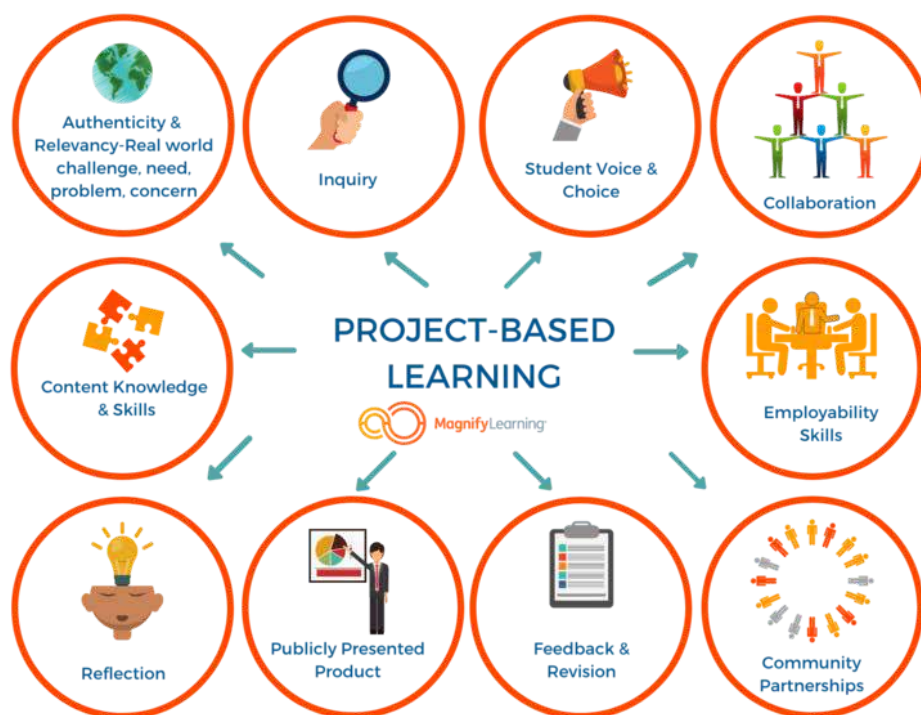 Authenticity &
Relevancy-Real world
challenge, need,
problem, concern
Inquiry
Student Voice &
Choice
Collaboration
PROJECT-BASED
LEARNING
MagnifyLearning
Content Knowledge
& Skills
Employability
Skills
Reflection
Publicly Presented
Product
Feedback &
Revision
Community
Partnerships